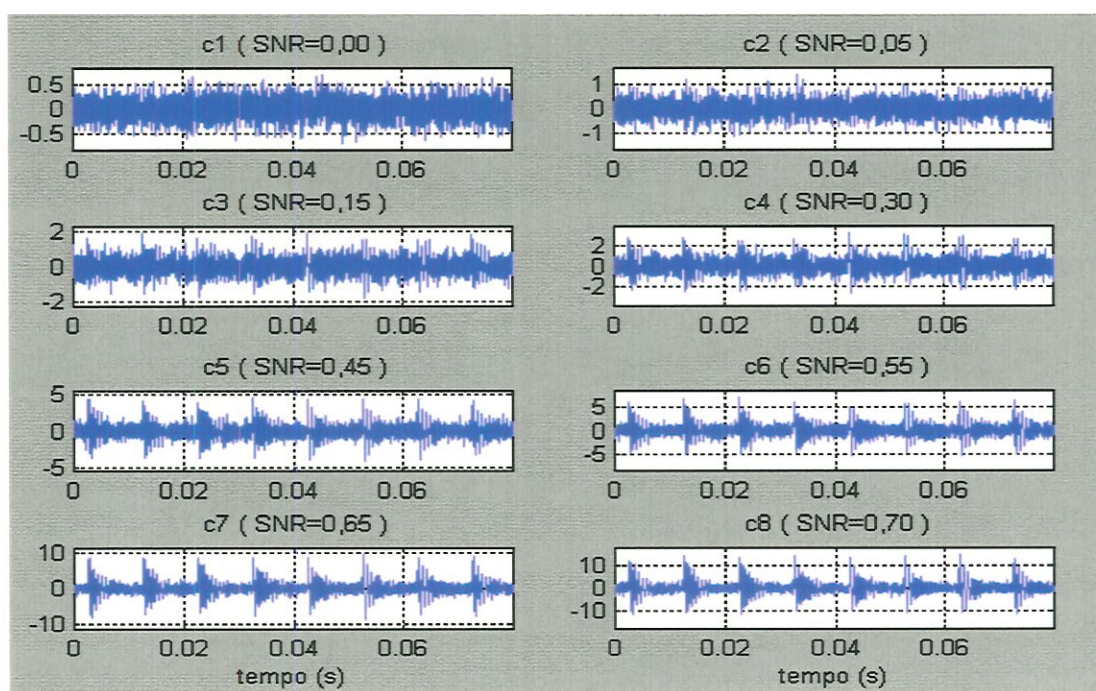 c1 ( SNR=0,00 )
0.5
0
-0.5
0 0.02 0.04 0.06
c2 ( SNR=0,05 )
1
0
-1
0 0.02 0.04 0.06
c3 ( SNR=0,15 )
2
0
-2
0 0.02 0.04 0.06
c4 ( SNR=0,30 )
2
0
-2
0 0.02 0.04 0.06
c5 ( SNR=0,45 )
5
0
-5
0 0.02 0.04 0.06
c6 ( SNR=0,55 )
5
0
-5
0 0.02 0.04 0.06
c7 ( SNR=0,65 )
10
0
-10
0 0.02 0.04 0.06
tempo (s)
c8 ( SNR=0,70 )
10
0
-10
0 0.02 0.04 0.06
tempo (s)